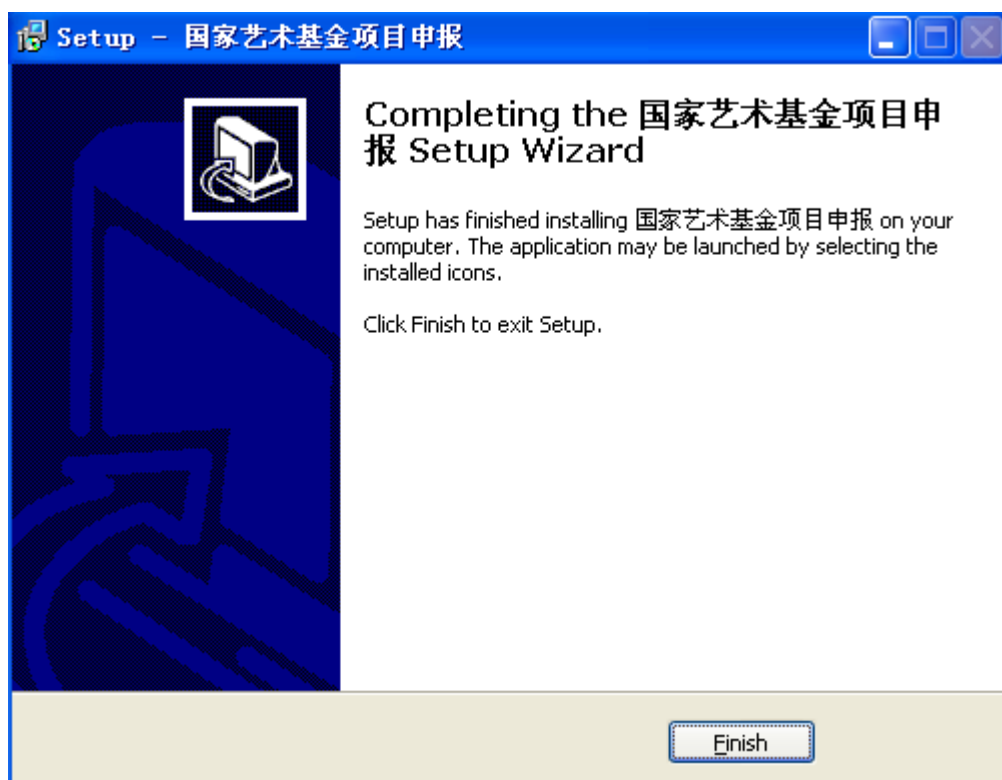 Setup - 国家艺术基金项目申报
Completing the 国家艺术基金项目申
报 Setup Wizard
Setup has finished installing 国家艺术基金项目申报 on your
computer. The application may be launched by selecting the
installed icons.
Click Finish to exit Setup.
Finish